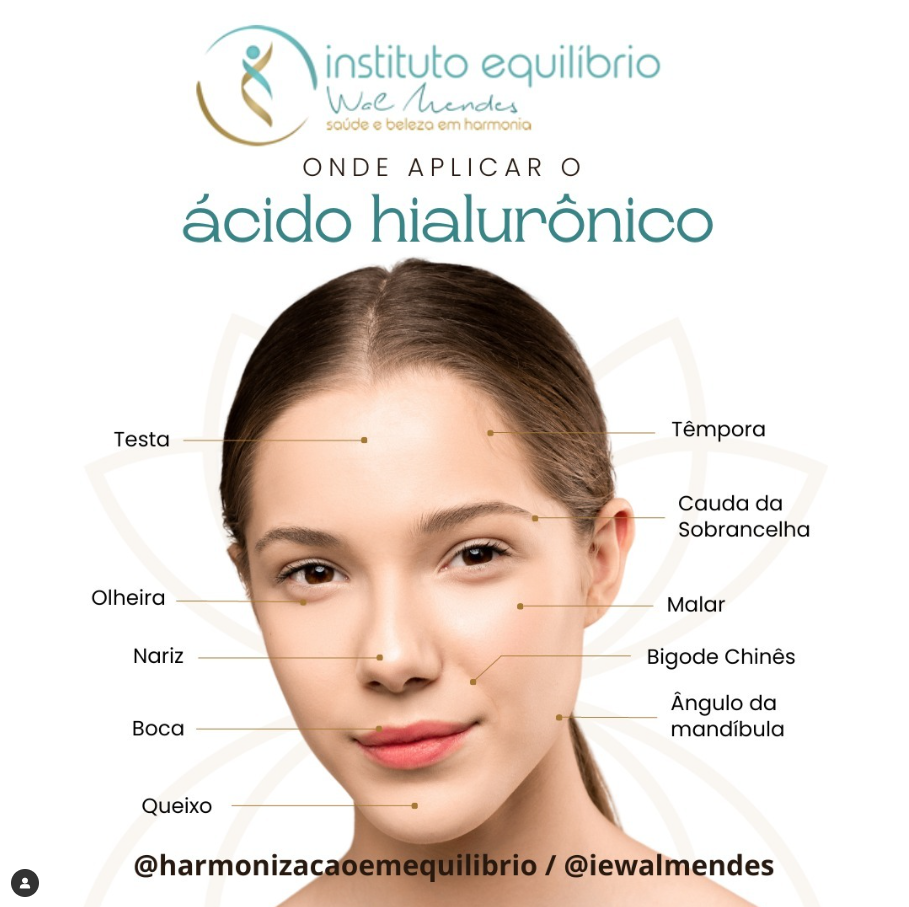 instituto equilíbrio
Wal Mendes
saúde e beleza em harmonia
ONDE APLICAR O
ácido hialurônico
Testa
Têmpora
Cauda da
Sobrancelha
Olheira
Malar
Nariz
Bigode Chinês
Ângulo da
mandíbula
Boca
Queixo
@harmonizacaoemequilibrio / @iewalmendes